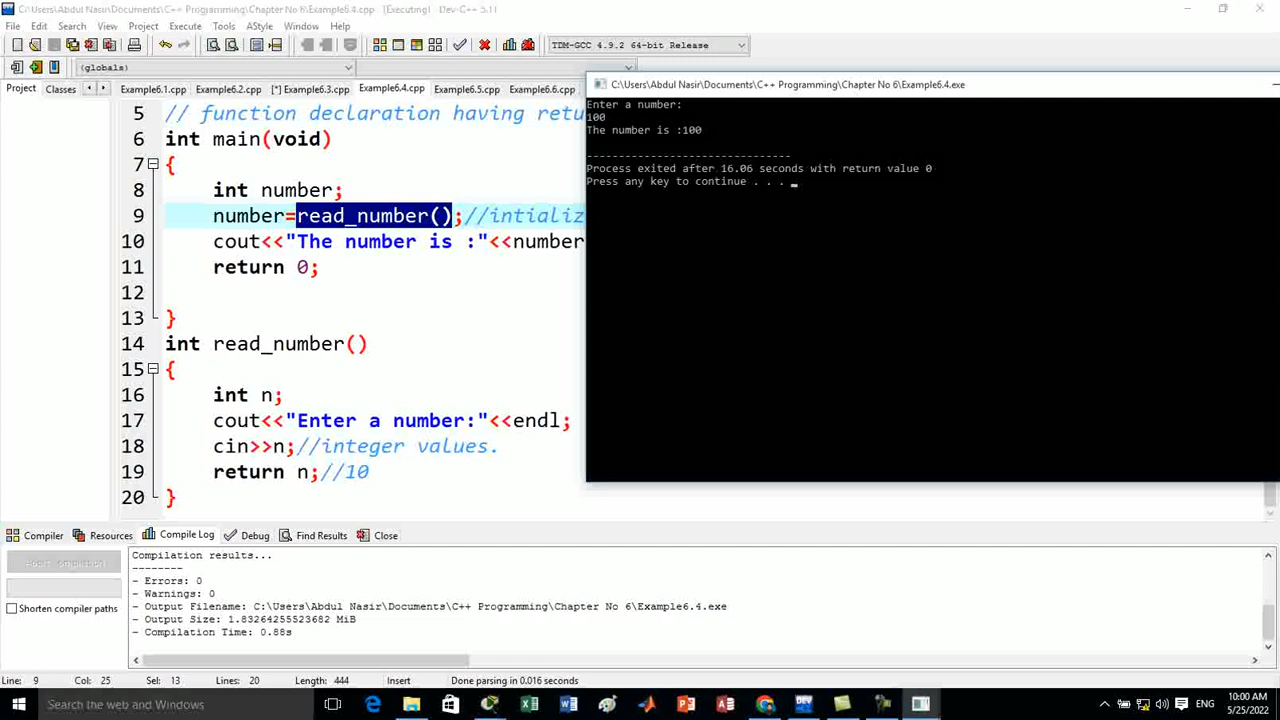 C:\Users\Abdul Nasir\Documents\C++ Programming\Chapter No 6\Example6.4.cpp - [Executing] - Dev-C++ 5.11
File Edit Search View Project Execute Tools AStyle Window Help
TDM-GCC 4.9.2 64-bit Release
(globals)
Project Classes Example6.1.cpp Example6.2.cpp [*] Example6.3.cpp Example6.4.cpp Example6.5.cpp Example6.6.cpp
5 // function declaration having retu
6 int main(void)
7 {
8 int number;
9 number=read_number();//intializ
10 cout<<"The number is :"<<number
11 return 0;
12
13 }
14 int read_number()
15 {
16 int n;
17 cout<<"Enter a number:"<<endl;
18 cin>>n;//integer values.
19 return n;//10
20 }
C:\Users\Abdul Nasir\Documents\C++ Programming\Chapter No 6\Example6.4.exe
Enter a number:
100
The number is :100
--------------------------------
Process exited after 16.06 seconds with return value 0
Press any key to continue . . .
Compiler Resources Compile Log Debug Find Results Close
Abort Compilation
Shorten compiler paths
Compilation results...
--------
- Errors: 0
- Warnings: 0
- Output Filename: C:\Users\Abdul Nasir\Documents\C++ Programming\Chapter No 6\Example6.4.exe
- Output Size: 1.83264255523682 MiB
- Compilation Time: 0.88s
Line: 9 Col: 25 Sel: 13 Lines: 20 Length: 444 Insert Done parsing in 0.016 seconds
Search the web and Windows
ENG
10:00 AM
5/25/2022